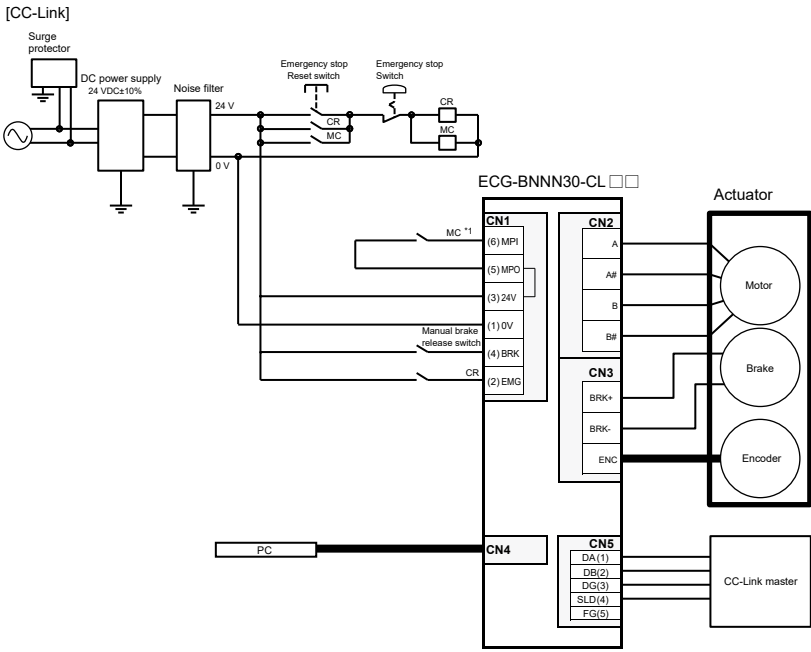 [CC-Link]
Surge
protector
DC power supply
24 VDC±10%
Noise filter
24 V
0 V
Emergency stop
Reset switch
Emergency stop
Switch
CR
MC
CR
MC
ECG-BNNN30-CL □□
Actuator
CN1
MC *1
(6) MPI
(5) MPO
(3) 24V
(1) 0V
Manual brake
release switch
(4) BRK
CR
(2) EMG
CN2
A
A#
B
B#
CN3
BRK+
BRK-
ENC
Motor
Brake
Encoder
PC
CN4
CN5
DA (1)
DB(2)
DG(3)
SLD(4)
FG(5)
CC-Link master